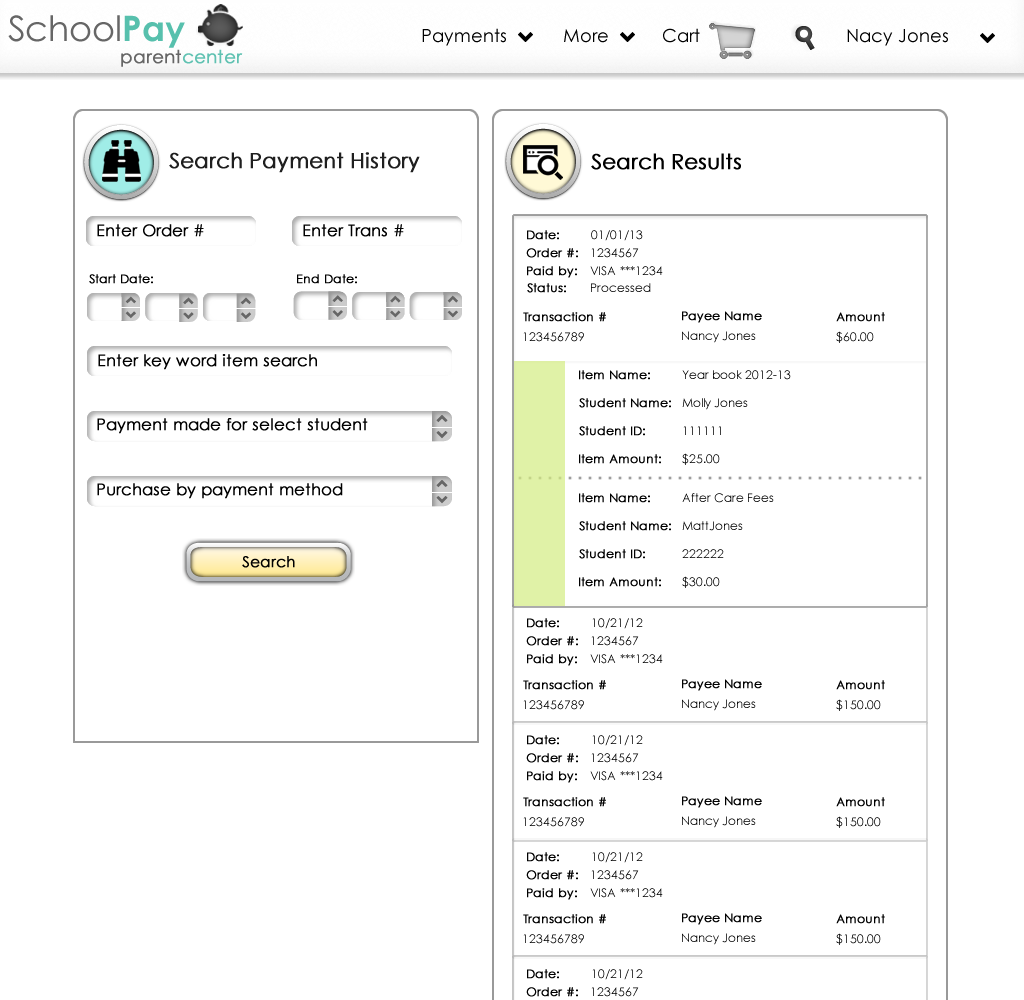 SchoolPay
parentcenter
Payments More Cart Nacy Jones
Search Payment History
Enter Order # Enter Trans #
Start Date: End Date:
Enter key word item search
Payment made for select student
Purchase by payment method
Search
Search Results
Date: 01/01/13
Order #: 1234567
Paid by: VISA ***1234
Status: Processed
Transaction # Payee Name Amount
123456789 Nancy Jones $60.00
Item Name: Year book 2012-13
Student Name: Molly Jones
Student ID: 111111
Item Amount: $25.00
Item Name: After Care Fees
Student Name: MattJones
Student ID: 222222
Item Amount: $30.00
Date: 10/21/12
Order #: 1234567
Paid by: VISA ***1234
Transaction # Payee Name Amount
123456789 Nancy Jones $150.00
Date: 10/21/12
Order #: 1234567
Paid by: VISA ***1234
Transaction # Payee Name Amount
123456789 Nancy Jones $150.00
Date: 10/21/12
Order #: 1234567
Paid by: VISA ***1234
Transaction # Payee Name Amount
123456789 Nancy Jones $150.00
Date: 10/21/12
Order #: 1234567